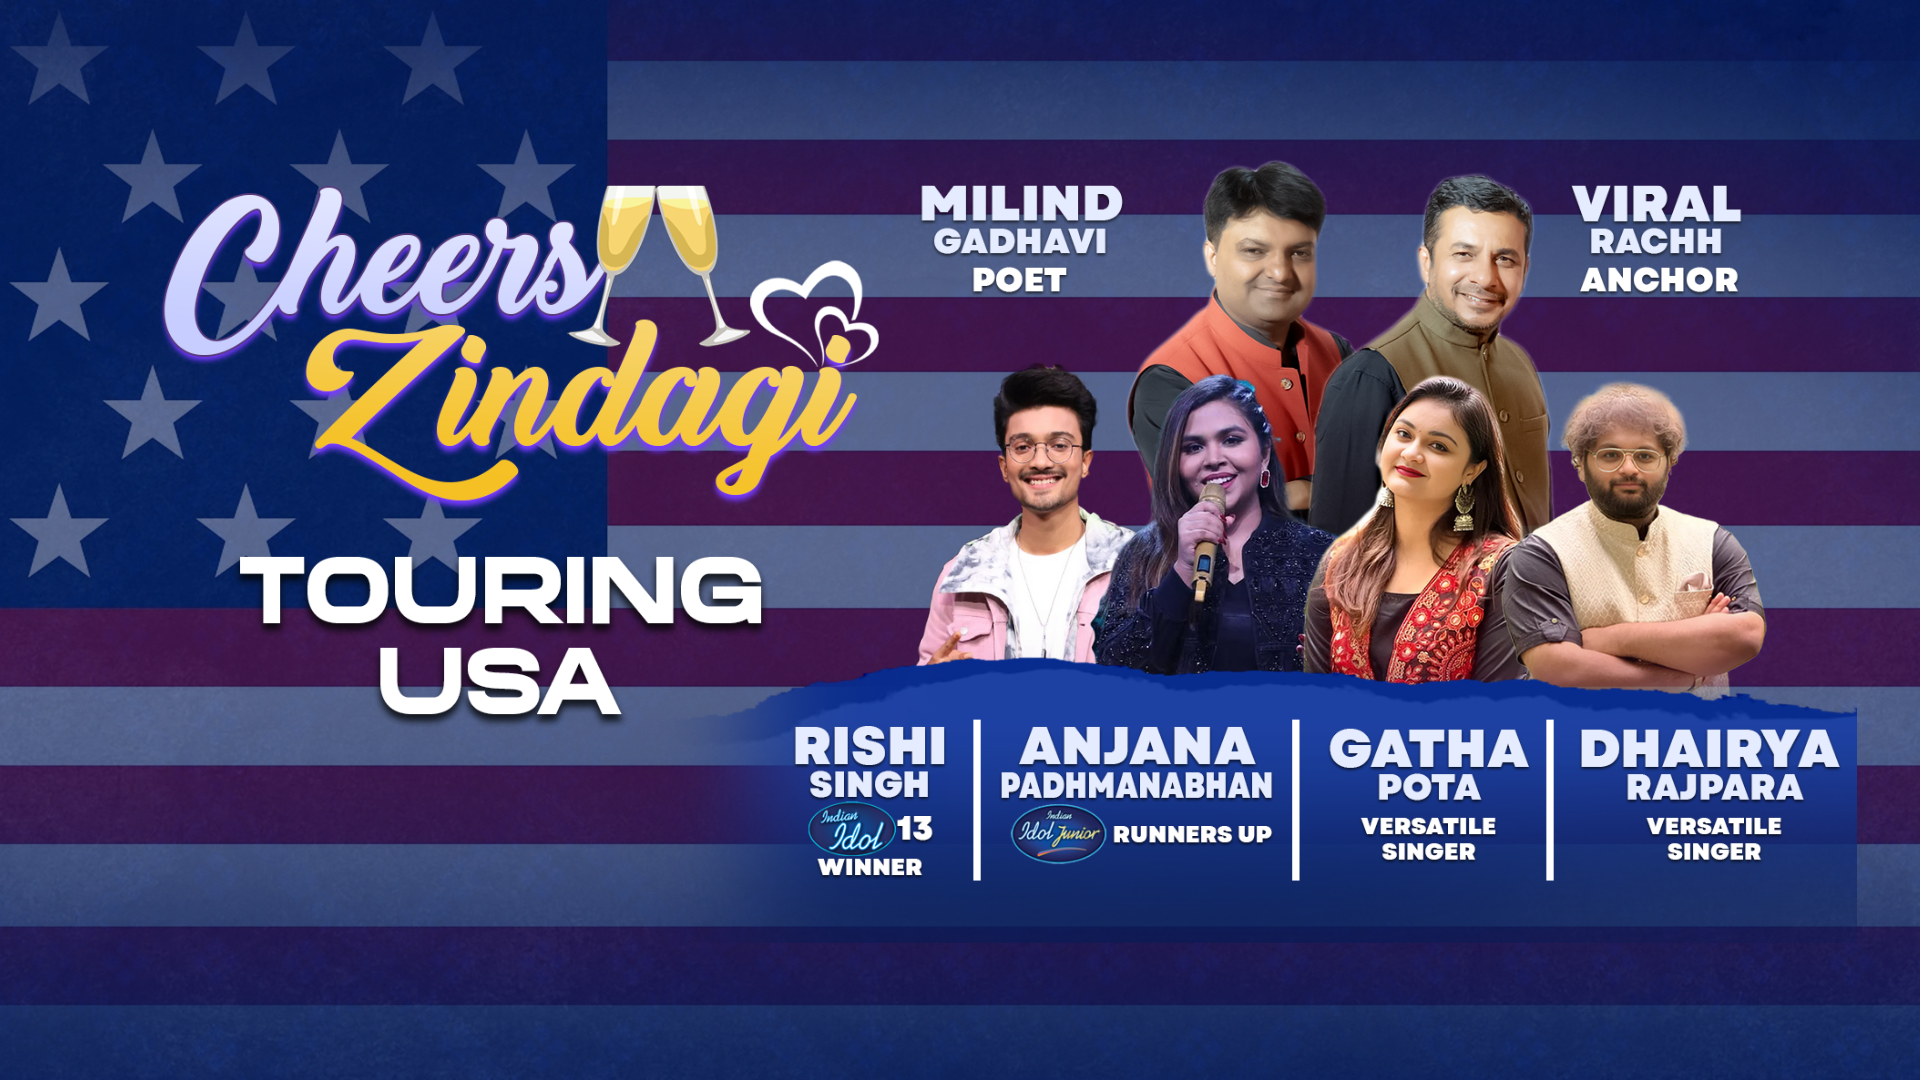 Cheers
Zindagi
TOURING
USA
MILIND
GADHAVI
POET
VIRAL
RACHH
ANCHOR
RISHI
SINGH
Indian
Idol 13
WINNER
ANJANA
PADHMANABHAN
Indian
Idol Junior RUNNERS UP
GATHA
POTA
VERSATILE
SINGER
DHAIRYA
RAJPARA
VERSATILE
SINGER